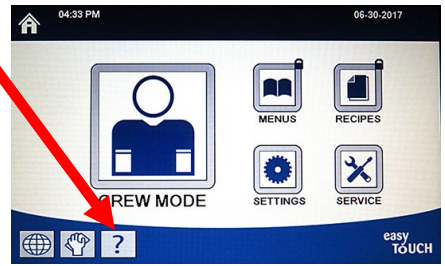 04:33 PM
06-30-2017
MENUS
RECIPES
CREW MODE
SETTINGS
SERVICE
?
easy
TOUCH